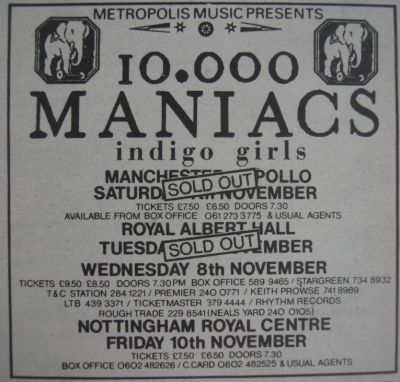 METROPOLIS MUSIC PRESENTS
10.000
MANIACS
indigo girls
MANCHESTER APOLLO
SOLD OUT
NOVEMBER
TICKETS £7.50 £6.50 DOORS 7.30
AVAILABLE FROM BOX OFFICE 061 273 3775 & USUAL AGENTS
ROYAL ALBERT HALL
SOLD OUT
WEDNESDAY 8th NOVEMBER
TICKETS £9.50 £8.50 DOORS 7.30PM BOX OFFICE 589 9465 / STARGREEN 734 8932
T&C STATION 284 1221 / PREMIER 240 0771 / KEITH PROWSE 741 8989
LTB 439 3371 / TICKETMASTER 379 4444 / RHYTHM RECORDS
ROUGH TRADE 229 8541 (NEALS YARD 240 0105)
NOTTINGHAM ROYAL CENTRE
FRIDAY 10th NOVEMBER
TICKETS £7.50 £6.50 DOORS 7.30
BOX OFFICE 0602 482626 / C.CARD 0602 482525 & USUAL AGENTS